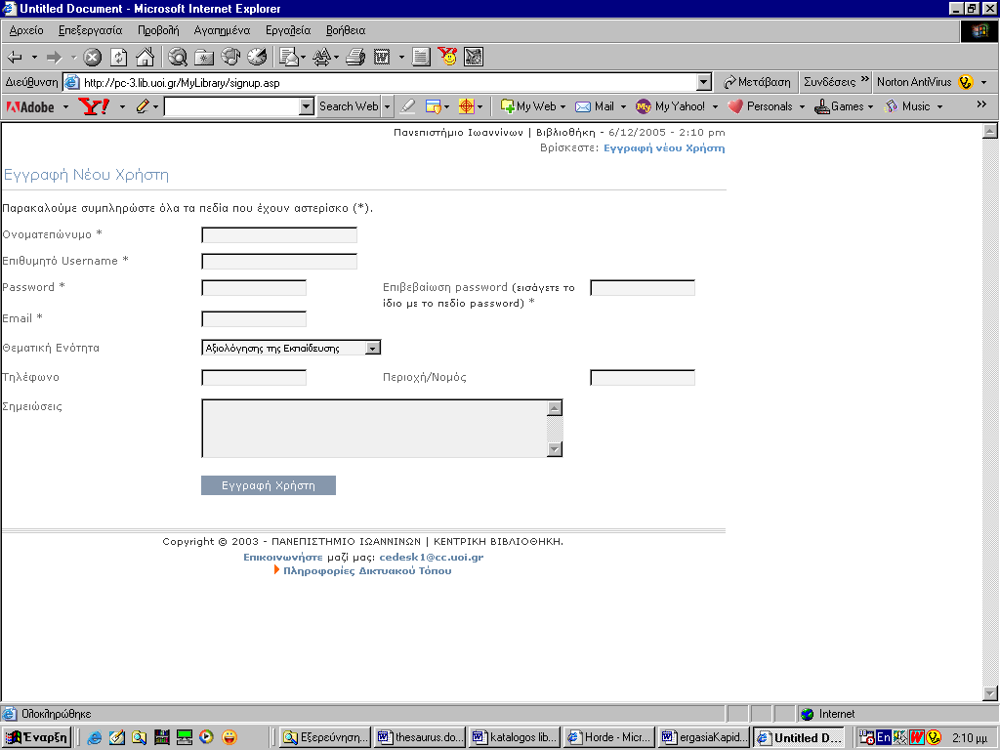 Untitled Document - Microsoft Internet Explorer
Αρχείο Επεξεργασία Προβολή Αγαπημένα Εργαλεία Βοήθεια
Διεύθυνση http://pc-3.lib.uoi.gr/MyLibrary/signup.asp Μετάβαση Συνδέσεις » Norton AntiVirus
Adobe Y! Search Web My Web Mail My Yahoo! Personals Games Music »
Πανεπιστήμιο Ιωαννίνων | Βιβλιοθήκη - 6/12/2005 - 2:10 pm
Βρίσκεστε: Εγγραφή νέου Χρήστη
Εγγραφή Νέου Χρήστη
Παρακαλούμε συμπληρώστε όλα τα πεδία που έχουν αστερίσκο (*).
Ονοματεπώνυμο *
Επιθυμητό Username *
Password * Επιβεβαίωση password (εισάγετε το
ίδιο με το πεδίο password) *
Email *
Θεματική Ενότητα Αξιολόγησης της Εκπαίδευσης
Τηλέφωνο Περιοχή/Νομός
Σημειώσεις
Εγγραφή Χρήστη
Copyright © 2003 - ΠΑΝΕΠΙΣΤΗΜΙΟ ΙΩΑΝΝΙΝΩΝ | ΚΕΝΤΡΙΚΗ ΒΙΒΛΙΟΘΗΚΗ.
Επικοινωνήστε μαζί μας: cedesk1@cc.uoi.gr
Πληροφορίες Δικτυακού Τόπου
Ολοκληρώθηκε Internet
Έναρξη Εξερεύνηση... thesaurus.do... katalogos lib... Horde - Micr... ergasiaKapid... Untitled D... En 2:10 μμ